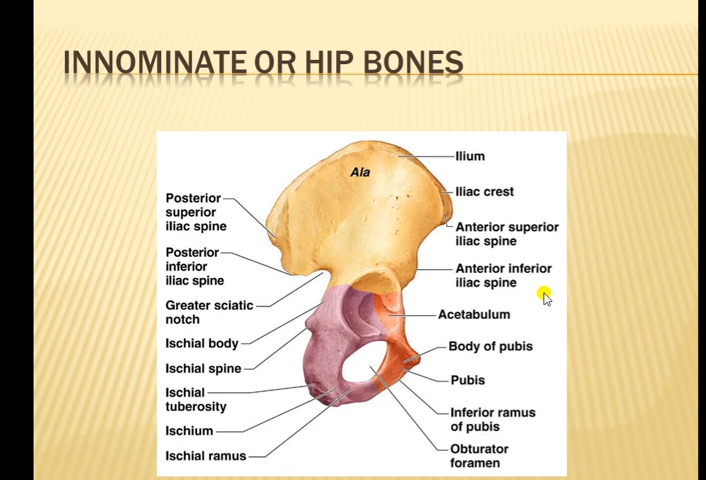 INNOMINATE OR HIP BONES
Ala
Posterior
superior
iliac spine
Posterior
inferior
iliac spine
Greater sciatic
notch
Ischial body
Ischial spine
Ischial
tuberosity
Ischium
Ischial ramus
Ilium
Iliac crest
Anterior superior
iliac spine
Anterior inferior
iliac spine
Acetabulum
Body of pubis
Pubis
Inferior ramus
of pubis
Obturator
foramen